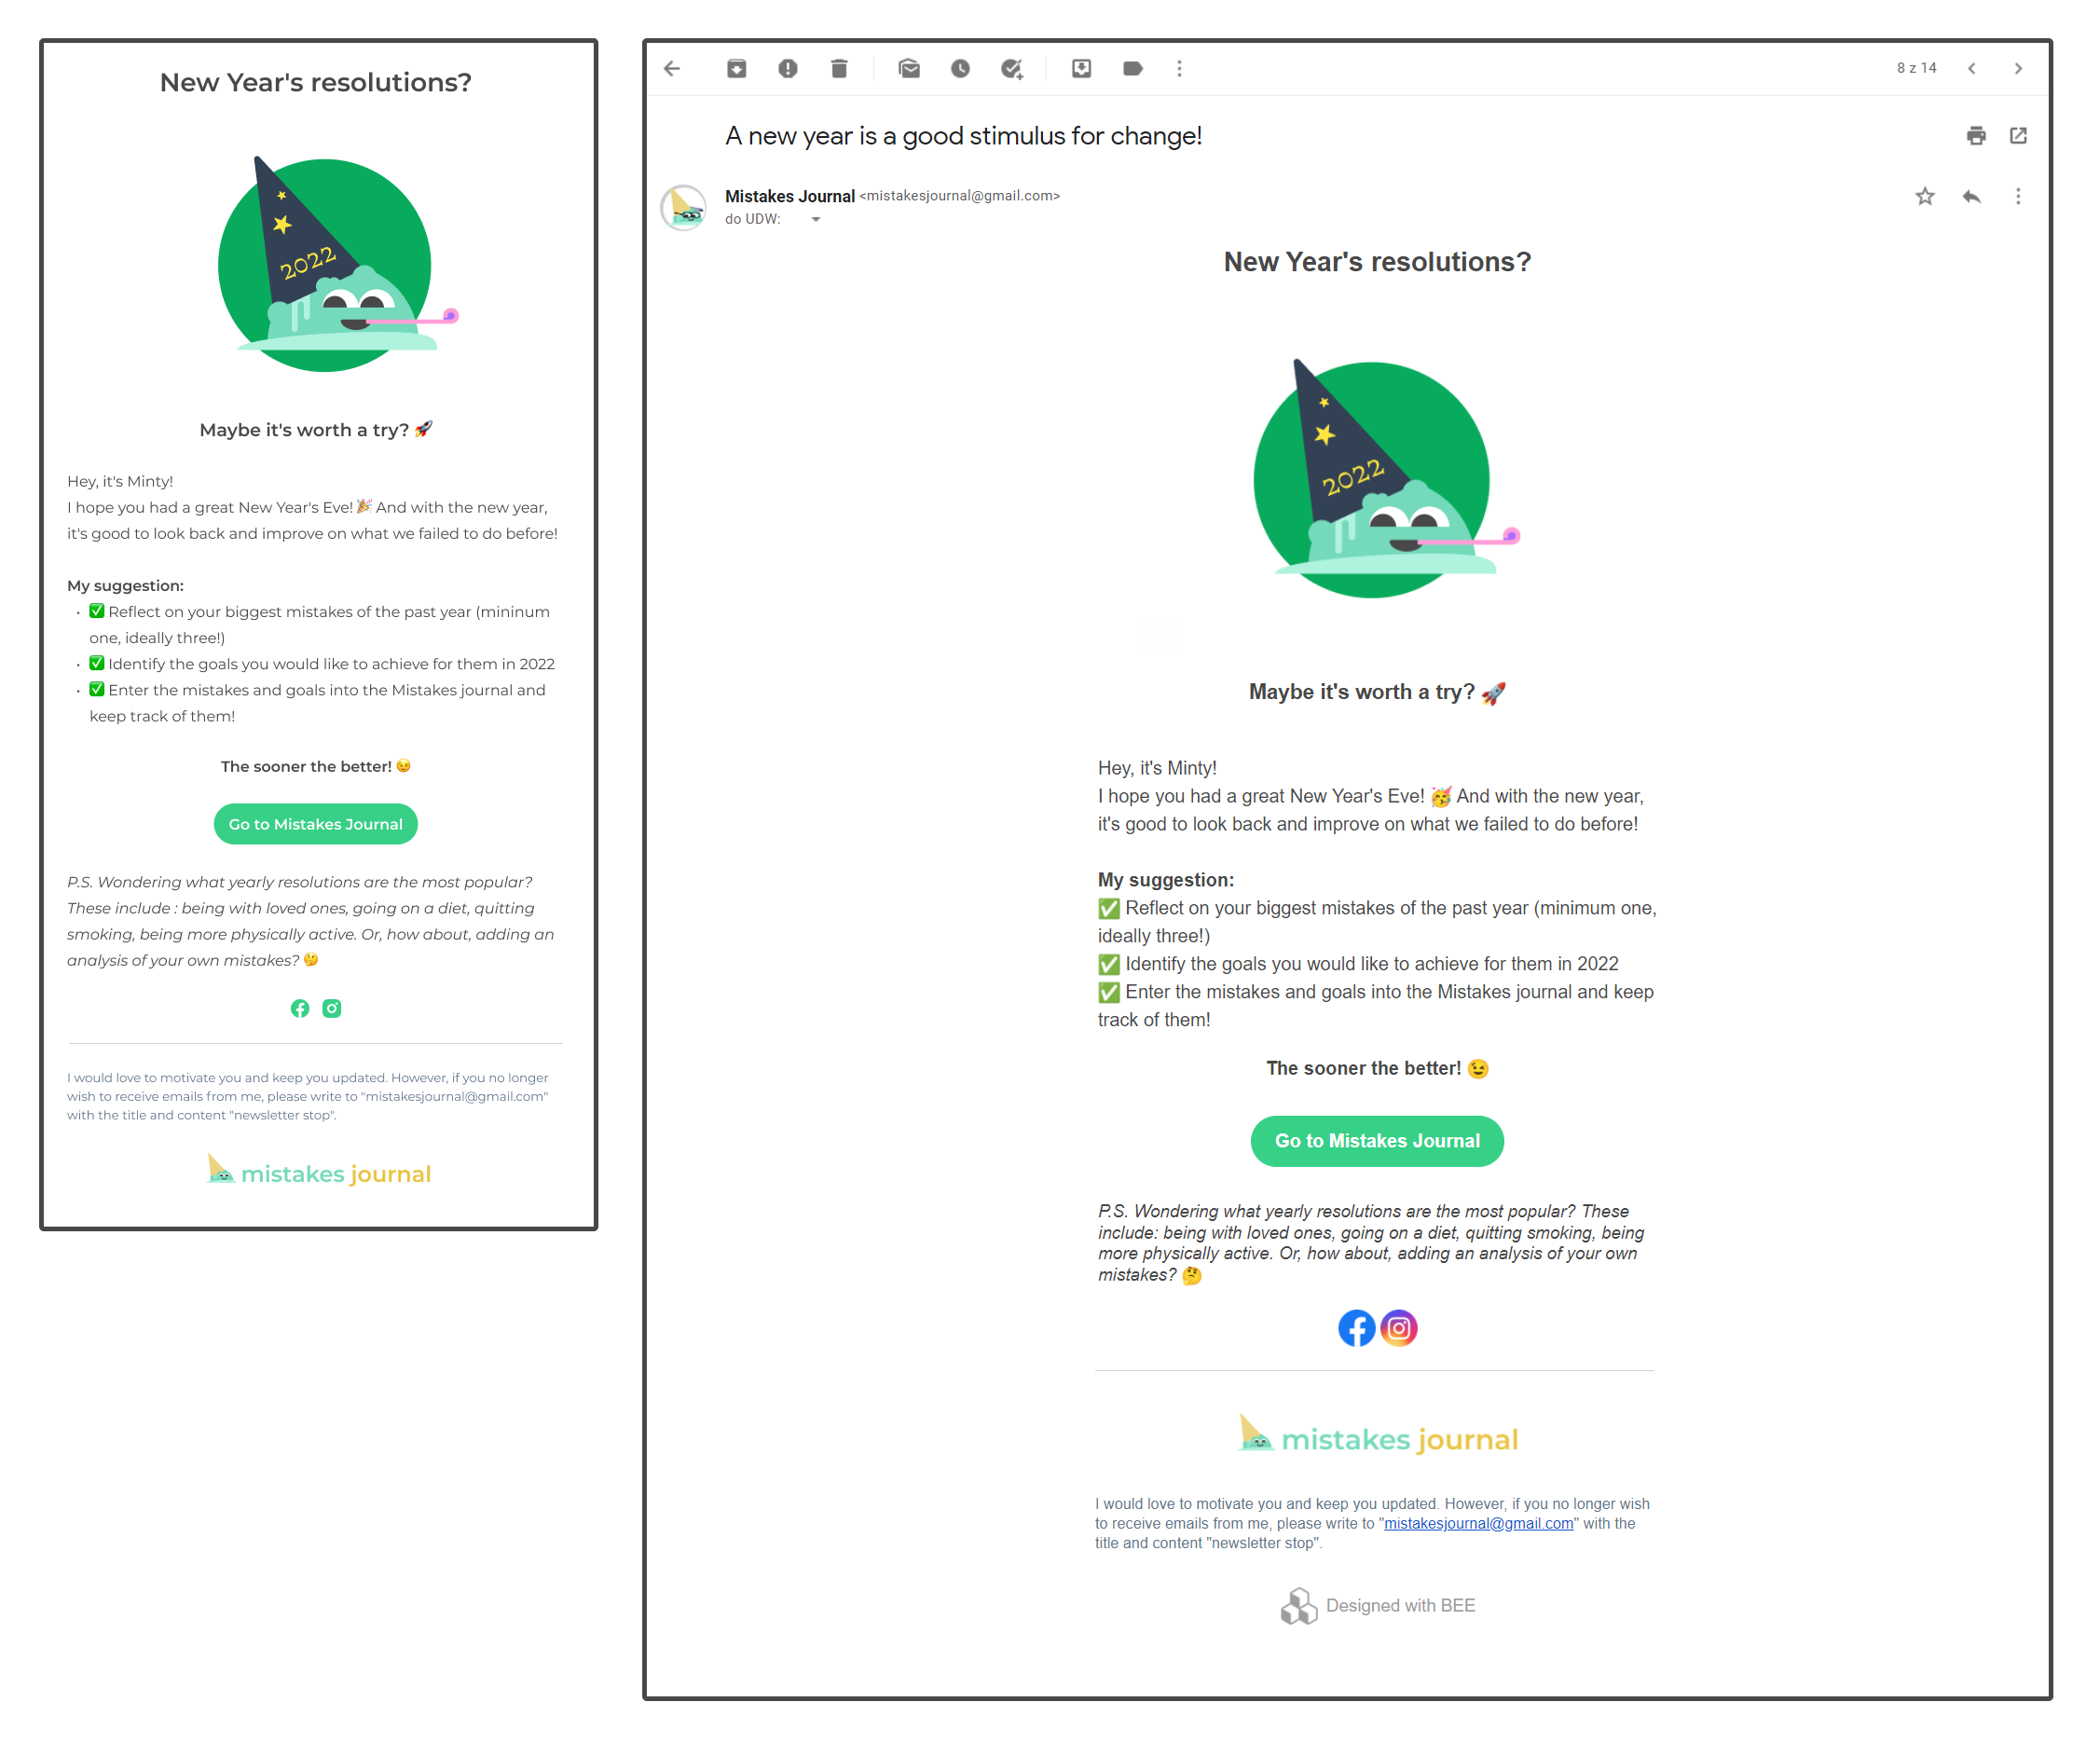 New Year's resolutions?
2022
Maybe it's worth a try? 🚀
Hey, it's Minty!
I hope you had a great New Year's Eve! 🎉 And with the new year,
it's good to look back and improve on what we failed to do before!
My suggestion:
• ✅ Reflect on your biggest mistakes of the past year (mininum
one, ideally three!)
• ✅ Identify the goals you would like to achieve for them in 2022
• ✅ Enter the mistakes and goals into the Mistakes journal and
keep track of them!
The sooner the better! 😉
Go to Mistakes Journal
P.S. Wondering what yearly resolutions are the most popular?
These include : being with loved ones, going on a diet, quitting
smoking, being more physically active. Or, how about, adding an
analysis of your own mistakes? 🤔
I would love to motivate you and keep you updated. However, if you no longer
wish to receive emails from me, please write to "mistakesjournal@gmail.com"
with the title and content "newsletter stop".
mistakes journal
8 z 14
A new year is a good stimulus for change!
Mistakes Journal <mistakesjournal@gmail.com>
do UDW:
New Year's resolutions?
2022
Maybe it's worth a try? 🚀
Hey, it's Minty!
I hope you had a great New Year's Eve! 🥳 And with the new year,
it's good to look back and improve on what we failed to do before!
My suggestion:
✅ Reflect on your biggest mistakes of the past year (minimum one,
ideally three!)
✅ Identify the goals you would like to achieve for them in 2022
✅ Enter the mistakes and goals into the Mistakes journal and keep
track of them!
The sooner the better! 😉
Go to Mistakes Journal
P.S. Wondering what yearly resolutions are the most popular? These
include: being with loved ones, going on a diet, quitting smoking, being
more physically active. Or, how about, adding an analysis of your own
mistakes? 🤔
mistakes journal
I would love to motivate you and keep you updated. However, if you no longer wish
to receive emails from me, please write to "mistakesjournal@gmail.com" with the
title and content "newsletter stop".
Designed with BEE